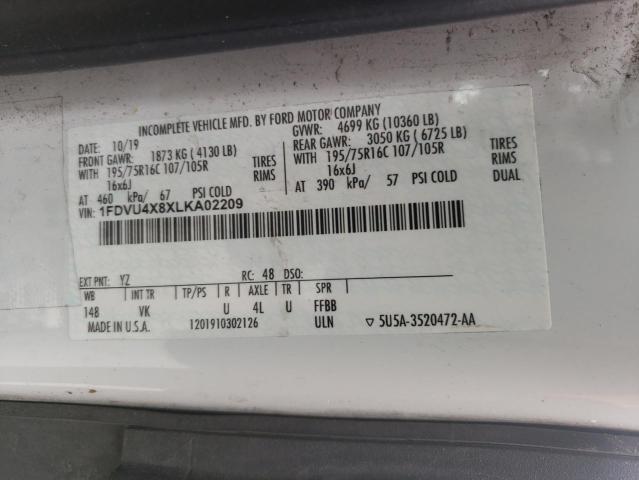 INCOMPLETE VEHICLE MFD. BY FORD MOTOR COMPANY
DATE: 10/19 GVWR: 4699 KG (10360 LB)
FRONT GAWR: 1873 KG ( 4130 LB) REAR GAWR: 3050 KG ( 6725 LB)
WITH 195/75R16C 107/105R TIRES WITH 195/75R16C 107/105R TIRES
16x6J RIMS 16x6J RIMS
AT 460 kPa/ 67 PSI COLD AT 390 kPa/ 57 PSI COLD DUAL
VIN: 1FDVU4X8XLKA02209
EXT PNT: YZ RC: 48 DSO:
WB INT TR TP/PS R AXLE TR SPR
148 VK U 4L U FFBB
MADE IN U.S.A. 1201910302126 ULN ▽ 5U5A-3520472-AA